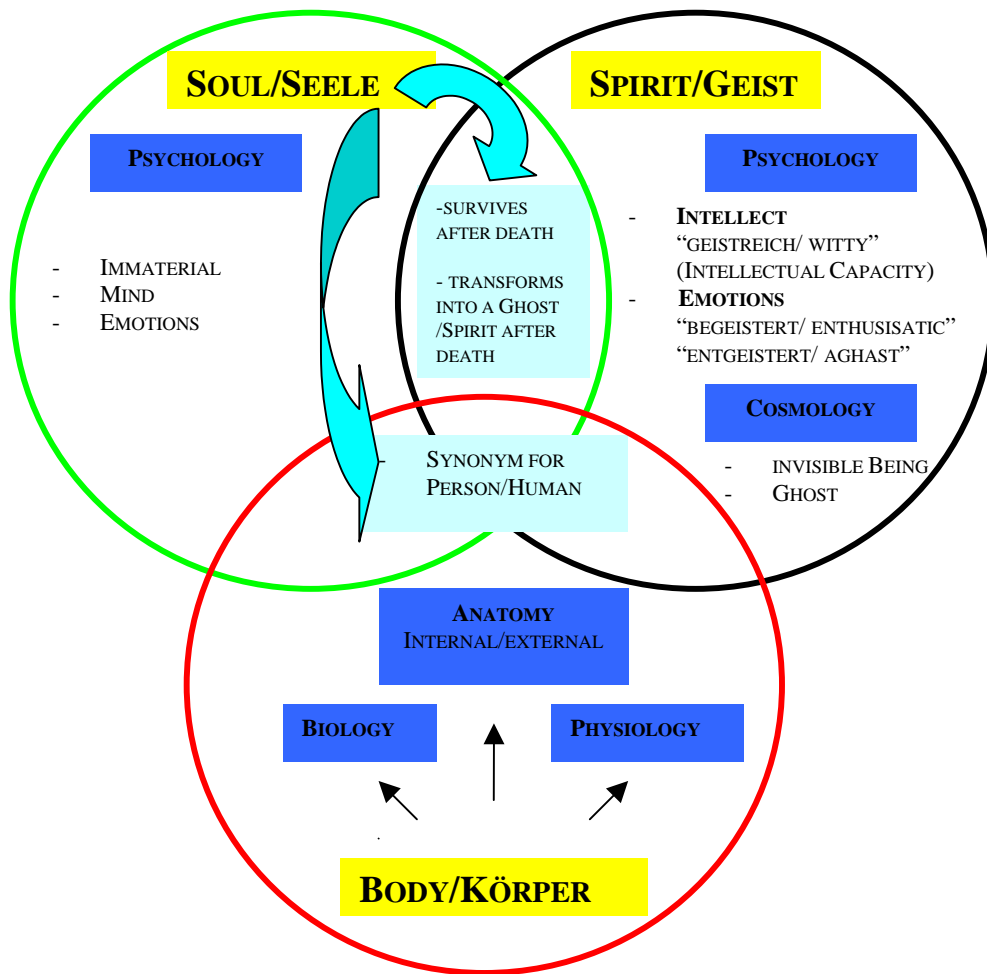 SOUL/SEELE
SPIRIT/GEIST
PSYCHOLOGY
- IMMATERIAL
- MIND
- EMOTIONS
-SURVIVES
AFTER DEATH
- TRANSFORMS
INTO A GHOST
/SPIRIT AFTER
DEATH
PSYCHOLOGY
- INTELLECT
“GEISTREICH/ WITTY”
(INTELLECTUAL CAPACITY)
- EMOTIONS
“BEGEISTERT/ ENTHUSISATIC”
“ENTGEISTERT/ AGHAST”
COSMOLOGY
- INVISIBLE BEING
- GHOST
- SYNONYM FOR
PERSON/HUMAN
ANATOMY
INTERNAL/EXTERNAL
BIOLOGY
PHYSIOLOGY
BODY/KÖRPER